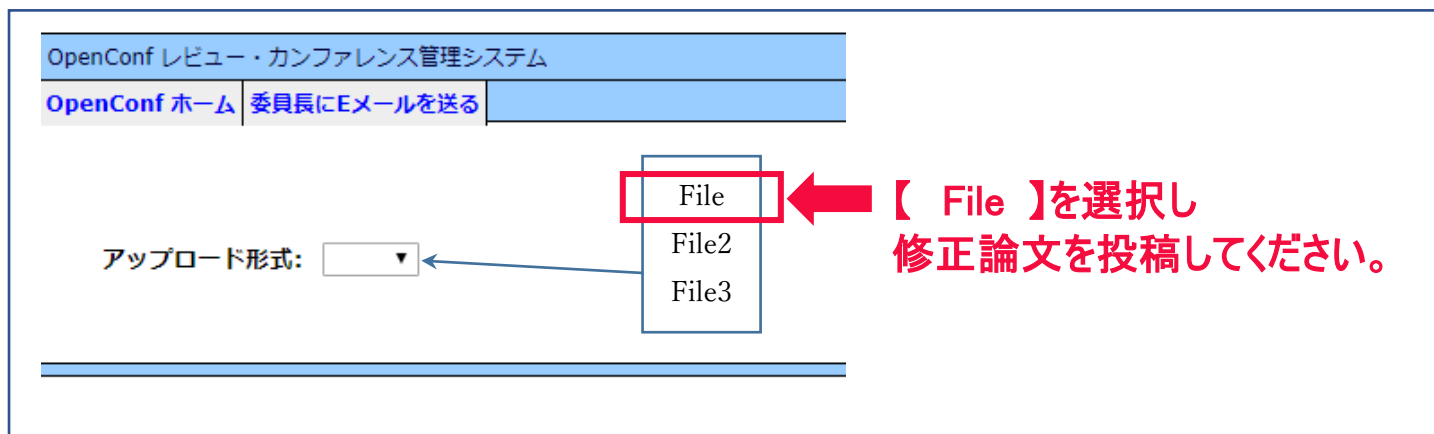 OpenConf レビュー・カンファレンス管理システム
OpenConf ホーム 委員長にEメールを送る
File
File2
File3
アップロード形式:
【 File 】を選択し
修正論文を投稿してください。